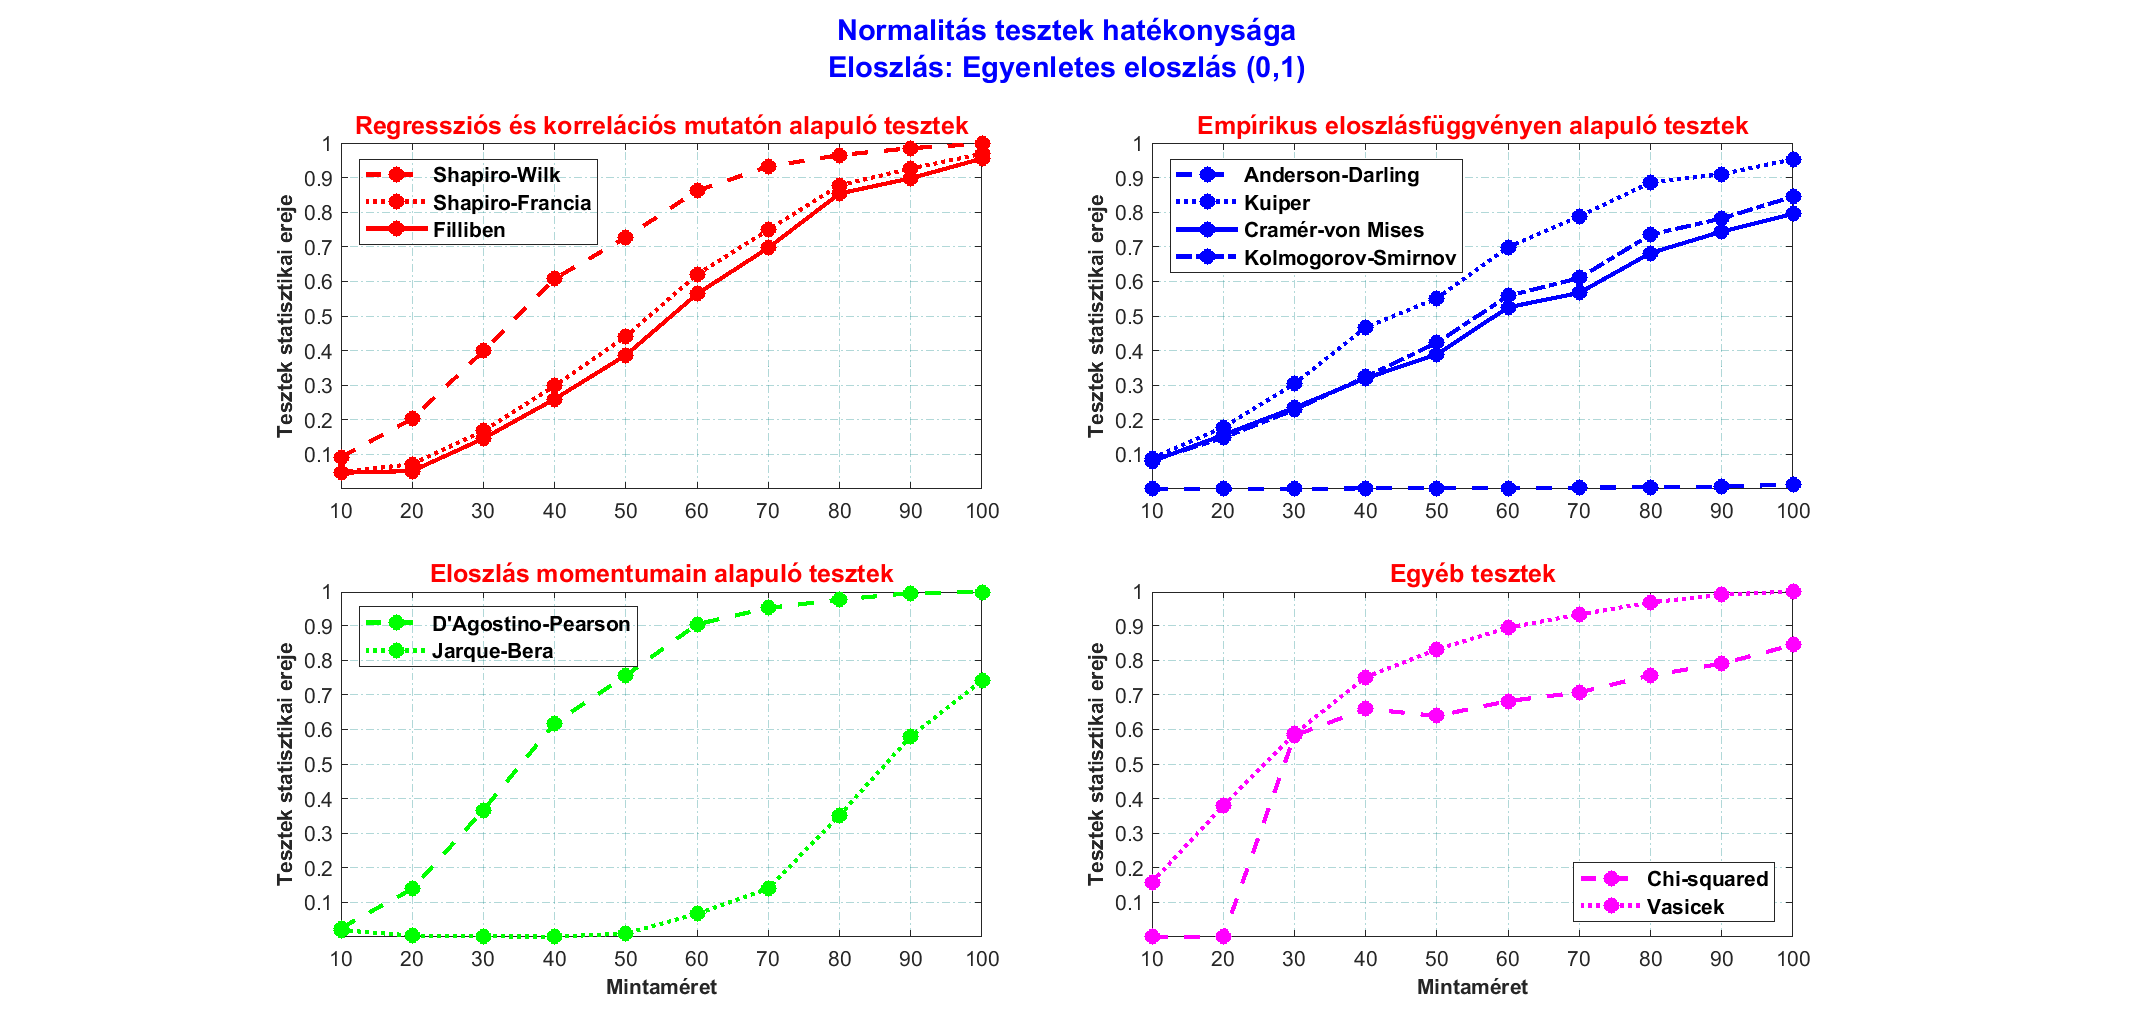 Normalitás tesztek hatékonysága
Eloszlás: Egyenletes eloszlás (0,1)
Regressziós és korrelációs mutatón alapuló tesztek
Tesztek statisztikai ereje
1
0.9
0.8
0.7
0.6
0.5
0.4
0.3
0.2
0.1
Shapiro-Wilk
Shapiro-Francia
Filliben
10 20 30 40 50 60 70 80 90 100
Empírikus eloszlásfüggvényen alapuló tesztek
Tesztek statisztikai ereje
1
0.9
0.8
0.7
0.6
0.5
0.4
0.3
0.2
0.1
Anderson-Darling
Kuiper
Cramér-von Mises
Kolmogorov-Smirnov
10 20 30 40 50 60 70 80 90 100
Eloszlás momentumain alapuló tesztek
Tesztek statisztikai ereje
1
0.9
0.8
0.7
0.6
0.5
0.4
0.3
0.2
0.1
D'Agostino-Pearson
Jarque-Bera
10 20 30 40 50 60 70 80 90 100
Mintaméret
Egyéb tesztek
Tesztek statisztikai ereje
1
0.9
0.8
0.7
0.6
0.5
0.4
0.3
0.2
0.1
Chi-squared
Vasicek
10 20 30 40 50 60 70 80 90 100
Mintaméret